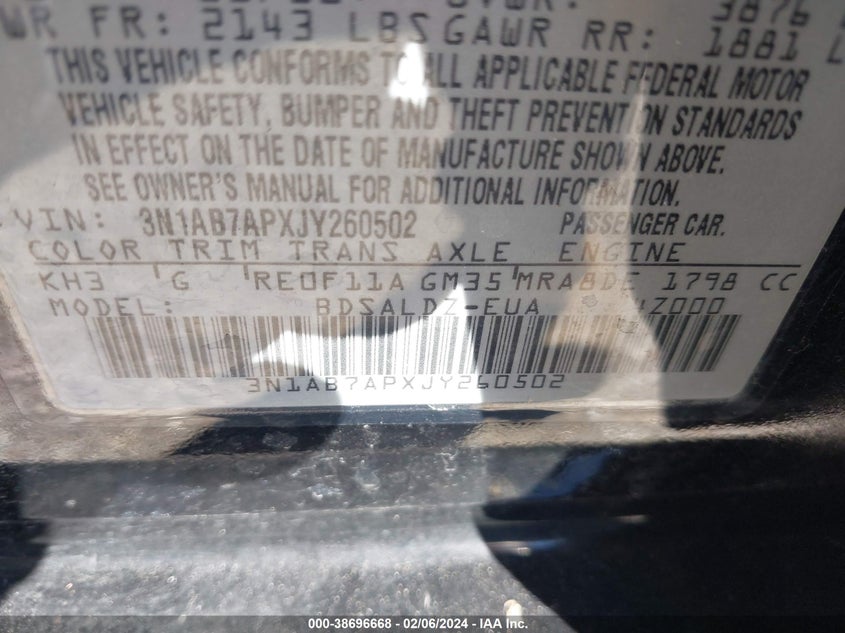 3876
WR FR: 2143 LBS GAWR RR: 1881 L
THIS VEHICLE CONFORMS TO ALL APPLICABLE FEDERAL MOTOR
VEHICLE SAFETY, BUMPER AND THEFT PREVENTION STANDARDS
IN EFFECT ON THE DATE OF MANUFACTURE SHOWN ABOVE.
SEE OWNER'S MANUAL FOR ADDITIONAL INFORMATION.
VIN: 3N1AB7APXJY260502 PASSENGER CAR.
COLOR TRIM TRANS AXLE ENGINE
KH3 'G 'RE0F11A GM35'MRA8DE 1798 CC
MODEL: BDSALDZ-EUA
3N1AB7APXJY260502
000-38696668 - 02/06/2024 - IAA Inc.